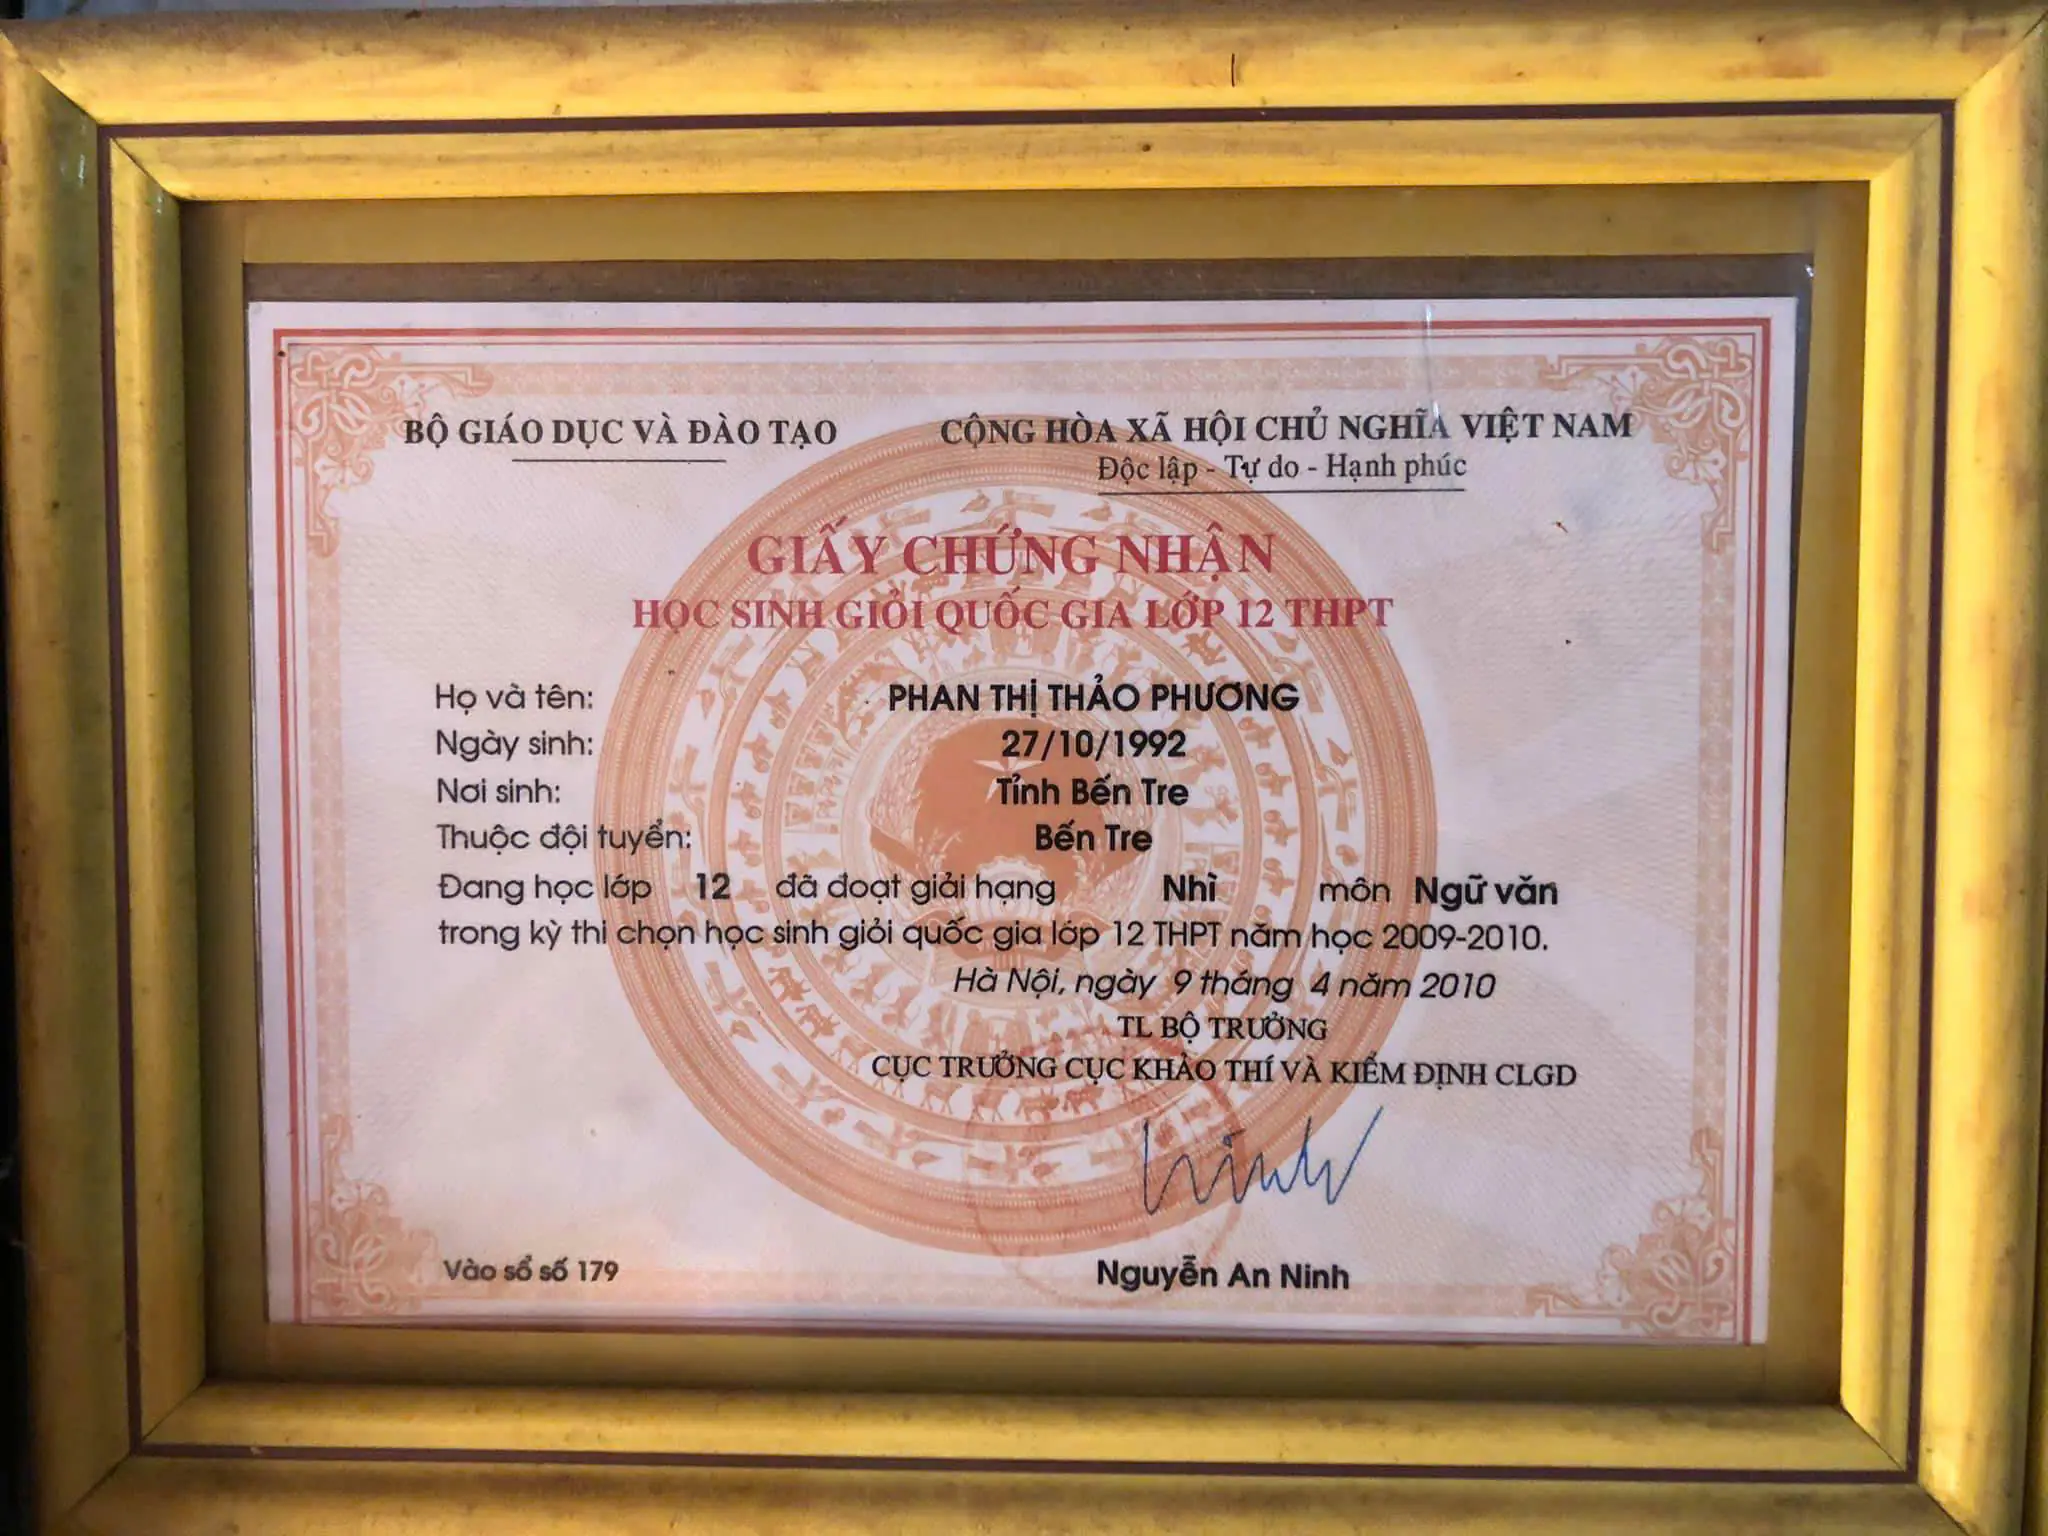 BỘ GIÁO DỤC VÀ ĐÀO TẠO
CỘNG HÒA XÃ HỘI CHỦ NGHĨA VIỆT NAM
Độc lập - Tự do - Hạnh phúc
GIẤY CHỨNG NHẬN
HỌC SINH GIỎI QUỐC GIA LỚP 12 THPT
Họ và tên: PHAN THỊ THẢO PHƯƠNG
Ngày sinh: 27/10/1992
Nơi sinh: Tỉnh Bến Tre
Thuộc đội tuyển: Bến Tre
Đang học lớp 12 đã đoạt giải hạng Nhì môn Ngữ văn
trong kỳ thi chọn học sinh giỏi quốc gia lớp 12 THPT năm học 2009-2010.
Hà Nội, ngày 9 tháng 4 năm 2010
TL BỘ TRƯỞNG
CỤC TRƯỞNG CỤC KHẢO THÍ VÀ KIỂM ĐỊNH CLGD
Vào sổ số 179
Nguyễn An Ninh